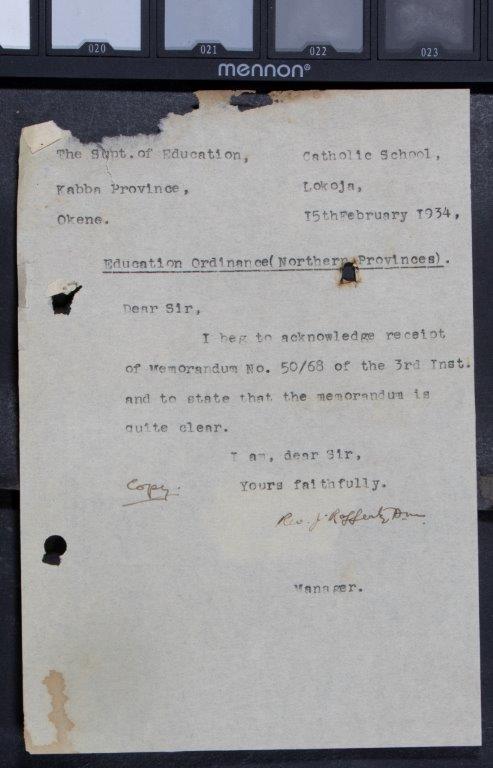 020 021 022 023
mennon®
The Supt. of Education, Catholic School,
Kabba Province, Lokoja,
Okene. 15thFebruary 1934,
Education Ordinance(Northern Provinces).
Dear Sir,
I beg to acknowledge receipt
of Memorandum No. 50/68 of the 3rd Inst.
and to state that the memorandum is
quite clear.
I am, dear Sir,
Copy. Yours faithfully.
Rev. J. Rafferty
Manager.